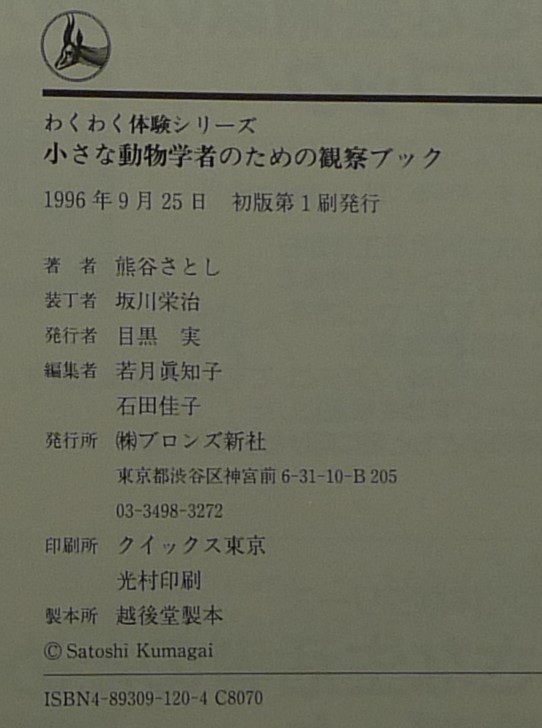 わくわく体験シリーズ
小さな動物学者のための観察ブック
1996年9月25日　初版第1刷発行
著　者　熊谷さとし
装丁者　坂川栄治
発行者　目黒　実
編集者　若月眞知子
石田佳子
発行所　㈱ブロンズ新社
東京都渋谷区神宮前6-31-10-B205
03-3498-3272
印刷所　クイックス東京
光村印刷
製本所　越後堂製本
©Satoshi Kumagai
ISBN4-89309-120-4 C8070